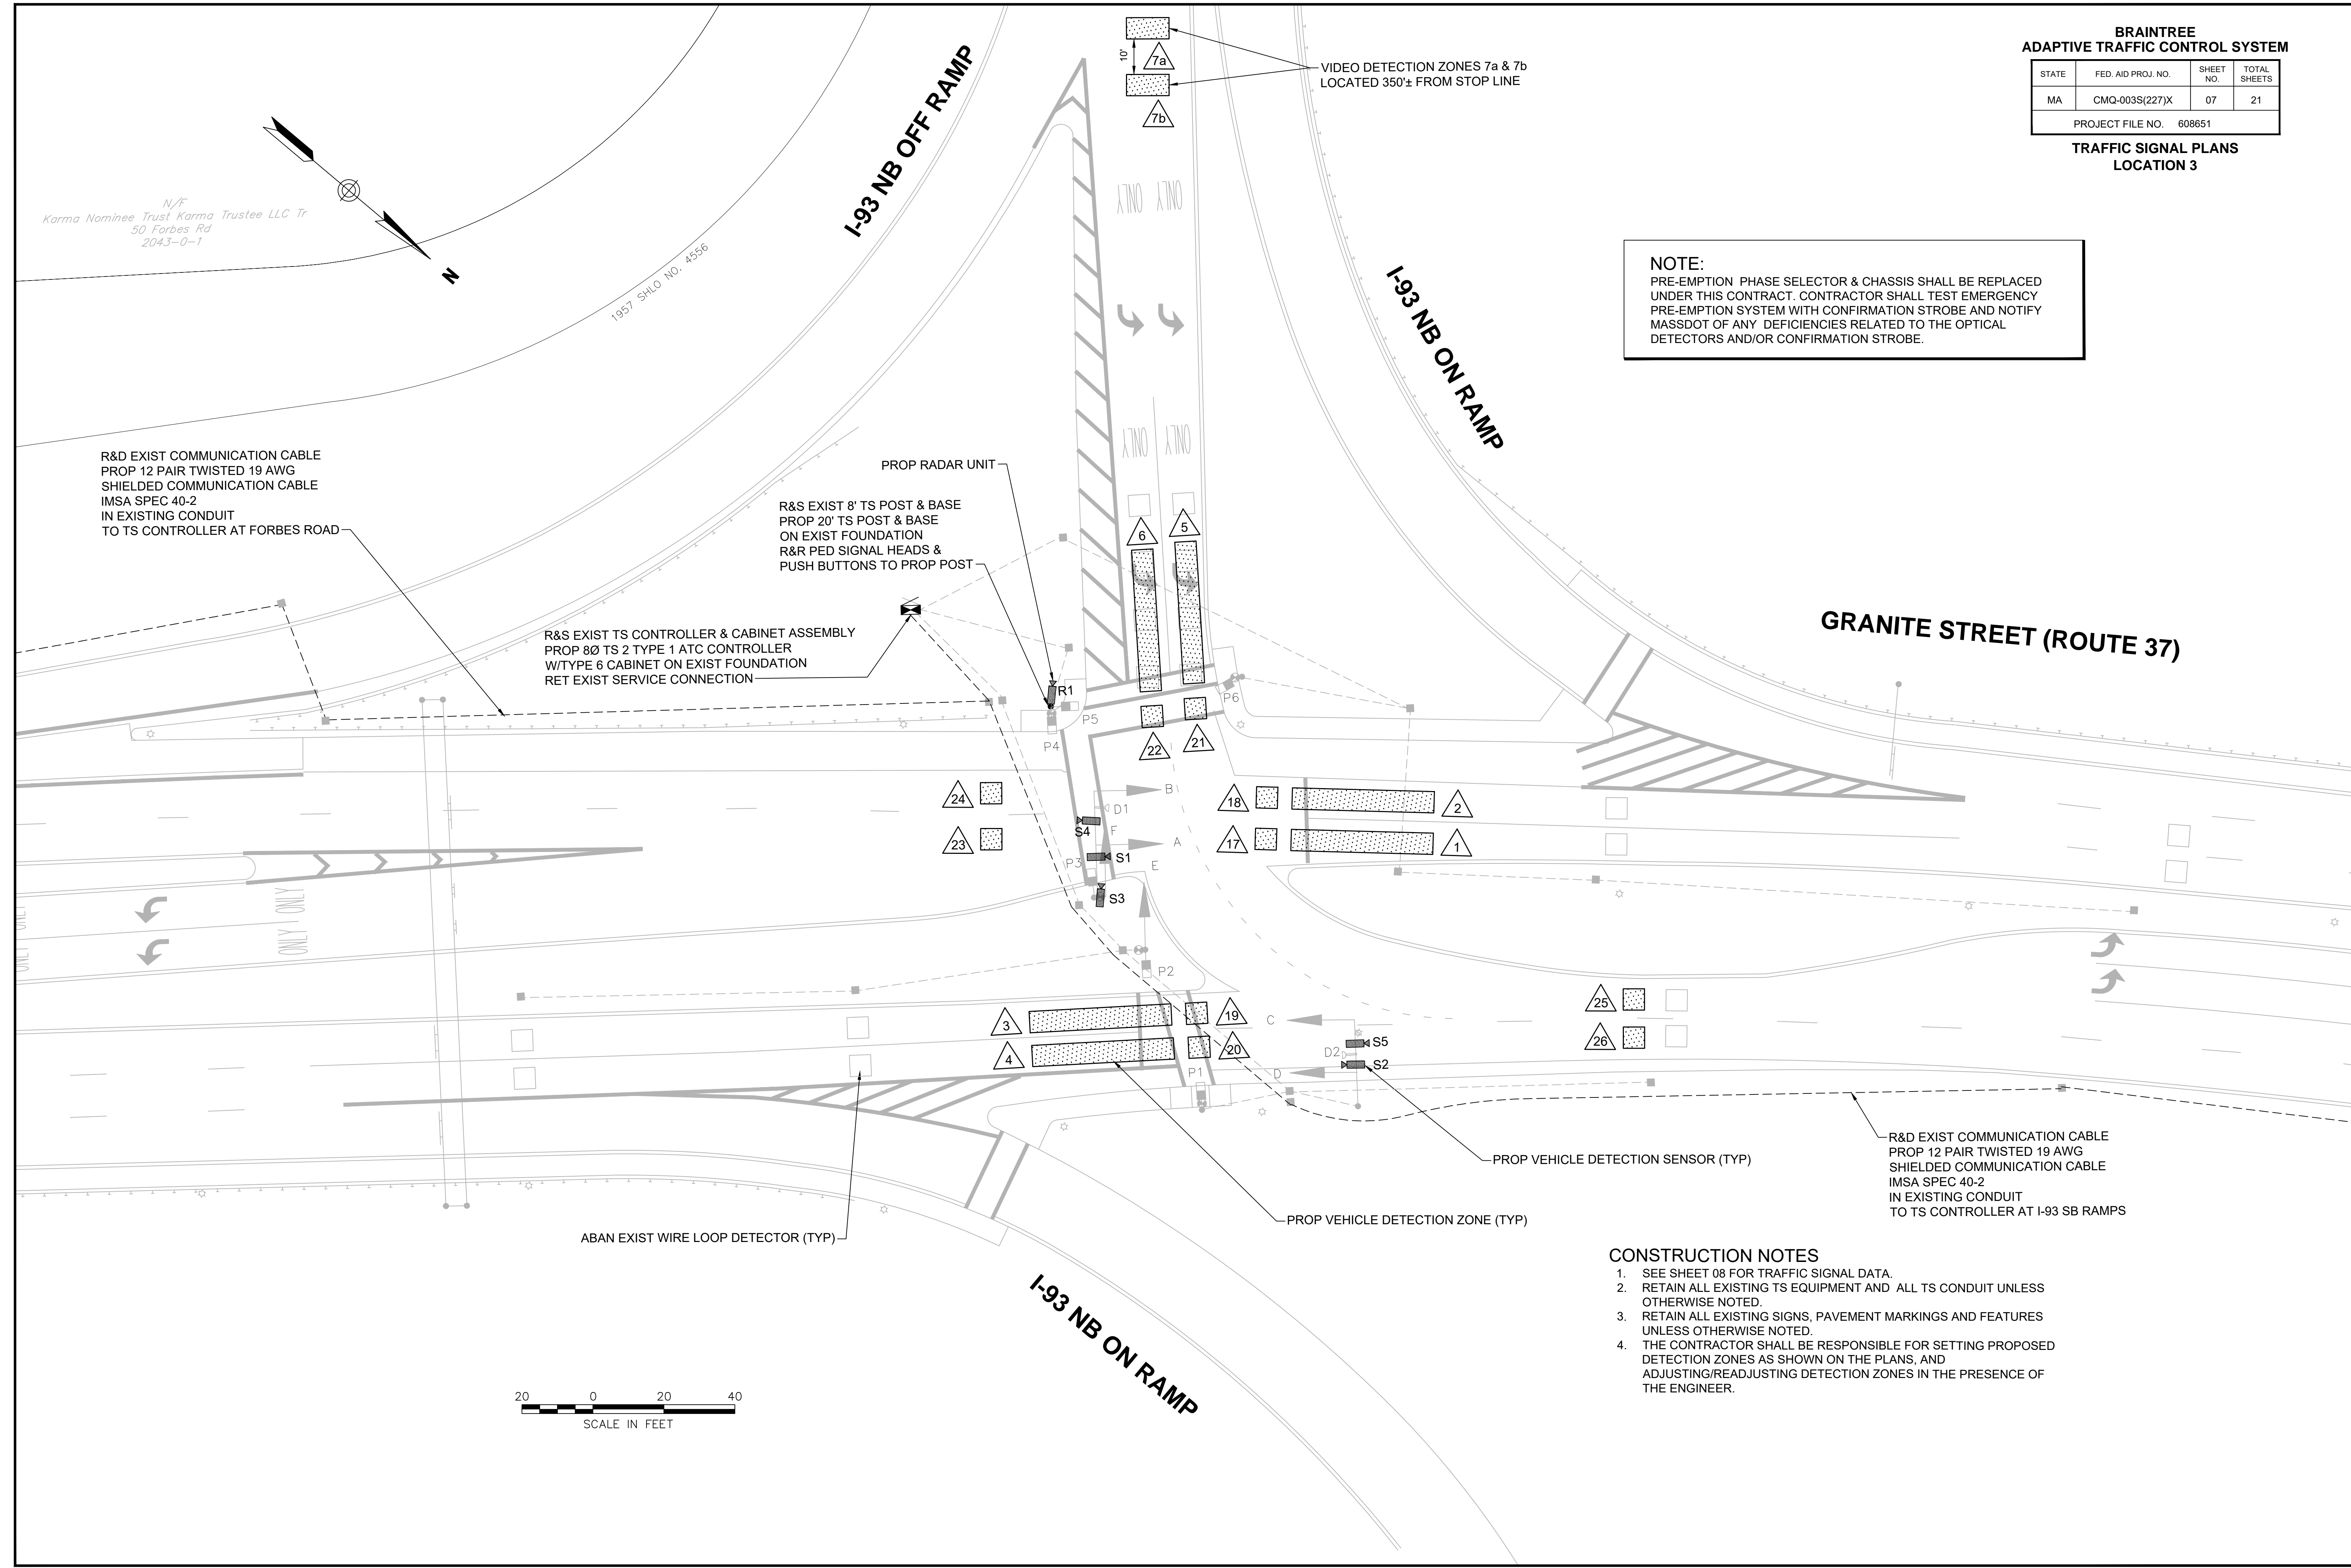 BRAINTREE
ADAPTIVE TRAFFIC CONTROL SYSTEM
STATE FED. AID PROJ. NO. SHEET NO. TOTAL SHEETS
MA CMQ-003S(227)X 07 21
PROJECT FILE NO. 608651
TRAFFIC SIGNAL PLANS
LOCATION 3
10'
7a
7b
VIDEO DETECTION ZONES 7a & 7b
LOCATED 350'± FROM STOP LINE
I-93 NB OFF RAMP
N/F
Karma Nominee Trust Karma Trustee LLC Tr
50 Forbes Rd
2043-0-1
N
1957 SHLO NO. 4556
ONLY ONLY
I-93 NB ON RAMP
NOTE:
PRE-EMPTION PHASE SELECTOR & CHASSIS SHALL BE REPLACED
UNDER THIS CONTRACT. CONTRACTOR SHALL TEST EMERGENCY
PRE-EMPTION SYSTEM WITH CONFIRMATION STROBE AND NOTIFY
MASSDOT OF ANY DEFICIENCIES RELATED TO THE OPTICAL
DETECTORS AND/OR CONFIRMATION STROBE.
ONLY ONLY
R&D EXIST COMMUNICATION CABLE
PROP 12 PAIR TWISTED 19 AWG
SHIELDED COMMUNICATION CABLE
IMSA SPEC 40-2
IN EXISTING CONDUIT
TO TS CONTROLLER AT FORBES ROAD
PROP RADAR UNIT
R&S EXIST 8' TS POST & BASE
PROP 20' TS POST & BASE
ON EXIST FOUNDATION
R&R PED SIGNAL HEADS &
PUSH BUTTONS TO PROP POST
6
5
R&S EXIST TS CONTROLLER & CABINET ASSEMBLY
PROP 8Ø TS 2 TYPE 1 ATC CONTROLLER
W/TYPE 6 CABINET ON EXIST FOUNDATION
RET EXIST SERVICE CONNECTION
GRANITE STREET (ROUTE 37)
R1
P5
P6
P4
22
21
24
B
D1
18
2
S4
F
23
A
17
1
P3
S1
E
S3
ONLY
ONLY
P2
3
19
C
25
4
20
D2
S5
26
P1
D
S2
R&D EXIST COMMUNICATION CABLE
PROP 12 PAIR TWISTED 19 AWG
SHIELDED COMMUNICATION CABLE
IMSA SPEC 40-2
IN EXISTING CONDUIT
TO TS CONTROLLER AT I-93 SB RAMPS
PROP VEHICLE DETECTION SENSOR (TYP)
PROP VEHICLE DETECTION ZONE (TYP)
ABAN EXIST WIRE LOOP DETECTOR (TYP)
I-93 NB ON RAMP
CONSTRUCTION NOTES
1. SEE SHEET 08 FOR TRAFFIC SIGNAL DATA.
2. RETAIN ALL EXISTING TS EQUIPMENT AND ALL TS CONDUIT UNLESS
OTHERWISE NOTED.
3. RETAIN ALL EXISTING SIGNS, PAVEMENT MARKINGS AND FEATURES
UNLESS OTHERWISE NOTED.
4. THE CONTRACTOR SHALL BE RESPONSIBLE FOR SETTING PROPOSED
DETECTION ZONES AS SHOWN ON THE PLANS, AND
ADJUSTING/READJUSTING DETECTION ZONES IN THE PRESENCE OF
THE ENGINEER.
20 0 20 40
SCALE IN FEET